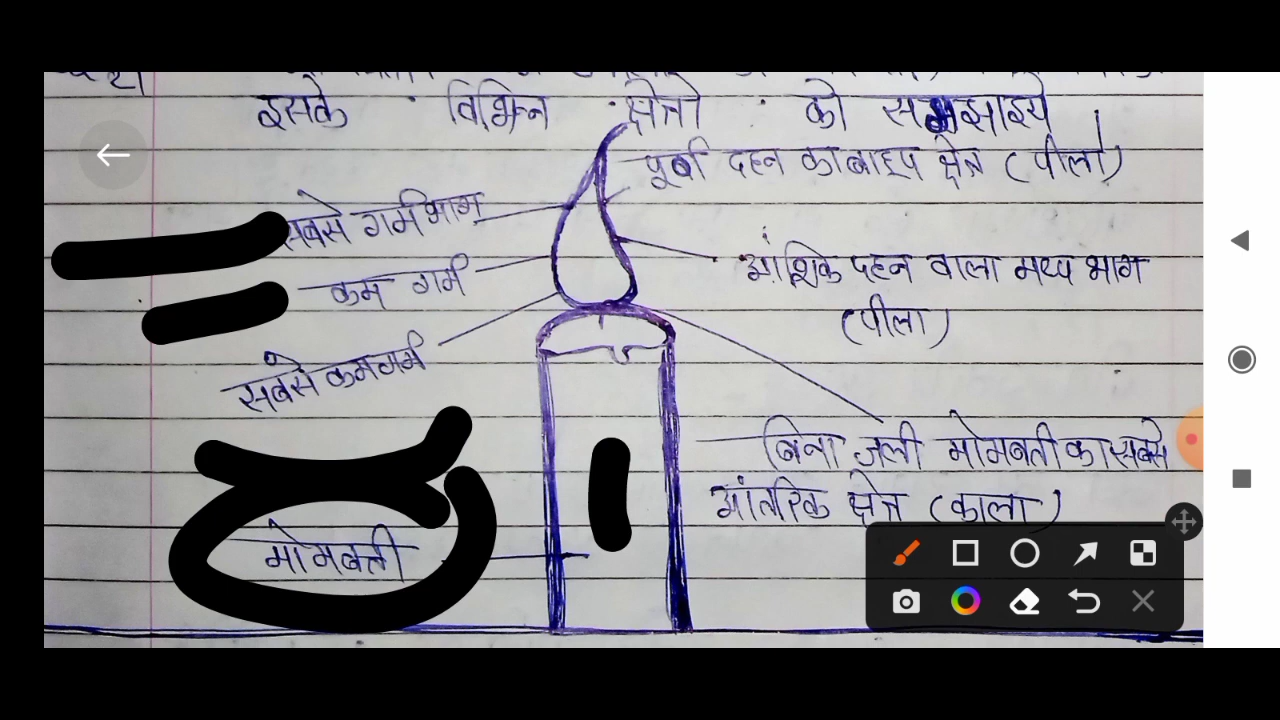 इसके विभिन्न क्षेत्रो को समझाइये
पूर्ण दहन का बाह्य क्षेत्र (पीला)
सबसे गर्म भाग
आंशिक दहन वाला मध्य भाग
(पीला)
कम गर्म
सबसे कम गर्म
बिना जली मोमबती का सबसे
आंतरिक क्षेत्र (काला)
मोमबती